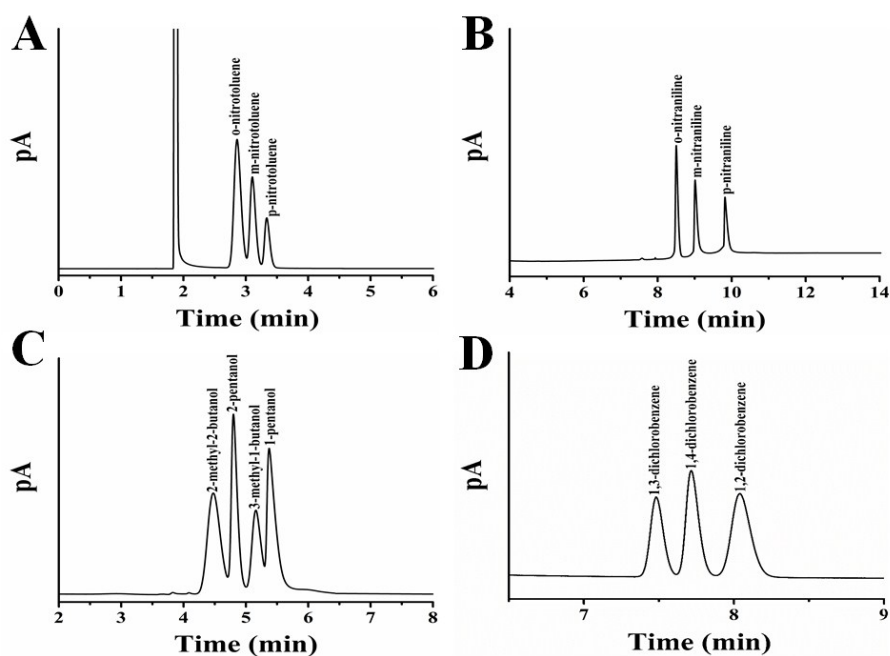 A
pA
o-nitrotoluene
m-nitrotoluene
p-nitrotoluene
0 1 2 3 4 5 6
Time (min)
B
pA
o-nitraniline
m-nitraniline
p-nitraniline
4 6 8 10 12 14
Time (min)
C
pA
2-methyl-2-butanol
2-pentanol
3-methyl-1-butanol
1-pentanol
2 3 4 5 6 7 8
Time (min)
D
pA
1,3-dichlorobenzene
1,4-dichlorobenzene
1,2-dichlorobenzene
7 8 9
Time (min)